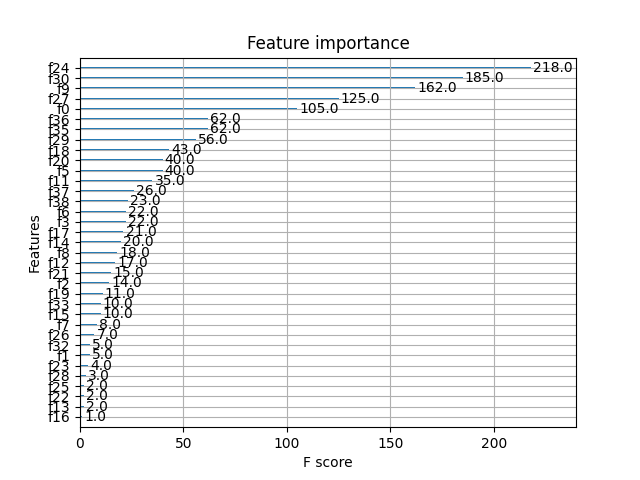 Feature importance
f24 218.0
f30 185.0
f9 162.0
f27 125.0
f0 105.0
f36 62.0
f35 62.0
f29 56.0
f18 43.0
f20 40.0
f5 40.0
f11 35.0
f37 26.0
f38 23.0
f6 22.0
f3 22.0
f17 21.0
f14 20.0
f8 18.0
f12 17.0
f21 15.0
f2 14.0
f19 11.0
f33 10.0
f15 10.0
f7 8.0
f26 7.0
f32 5.0
f1 5.0
f23 4.0
f28 3.0
f25 2.0
f22 2.0
f13 2.0
f16 1.0
Features
0 50 100 150 200
F score